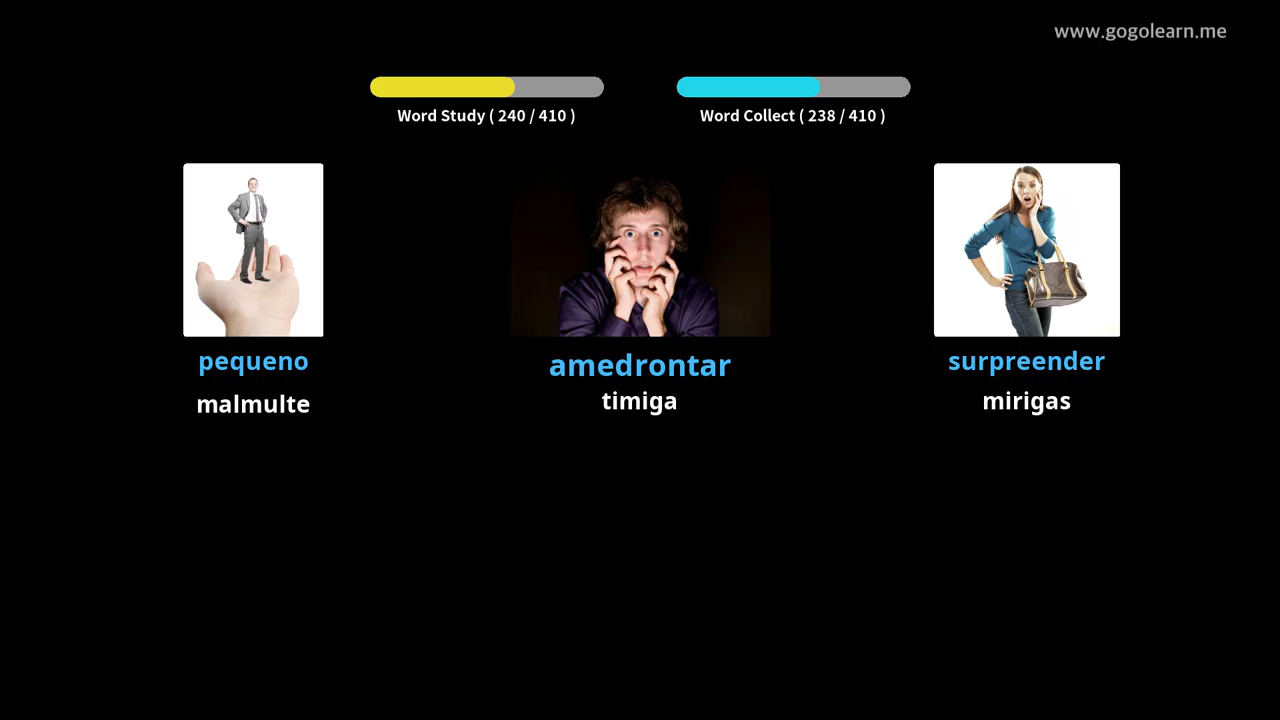 www.gogolearn.me
Word Study ( 240 / 410 )
Word Collect ( 238 / 410 )
pequeno
malmulte
amedrontar
timiga
surpreender
mirigas